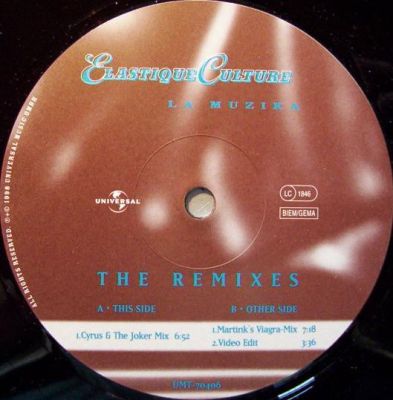 Elastique Culture
LA MUZIKA
UNIVERSAL
LC 1846
BIEM/GEMA
THE REMIXES
A • THIS SIDE
B • OTHER SIDE
1.Cyrus & The Joker Mix 6:52
1.Martink's Viagra-Mix 7:18
2.Video Edit 3:36
UMT-70406
ALL RIGHTS RESERVED. ℗+© 1998 UNIVERSAL MUSIC GMBH